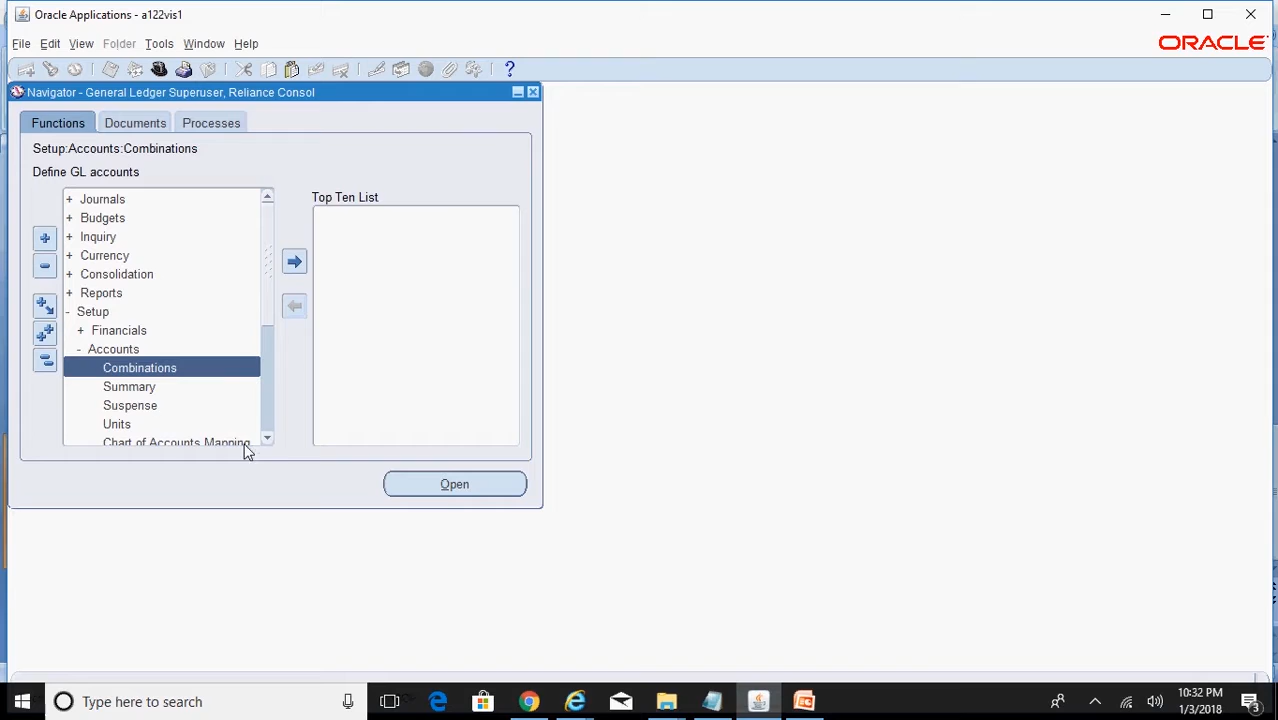 Oracle Applications - a122vis1
File Edit View Folder Tools Window Help
ORACLE
?
Navigator - General Ledger Superuser, Reliance Consol
Functions Documents Processes
Setup:Accounts:Combinations
Define GL accounts
+ Journals
+ Budgets
+ Inquiry
+ Currency
+ Consolidation
+ Reports
- Setup
+ Financials
- Accounts
Combinations
Summary
Suspense
Units
Chart of Accounts Mapping
Top Ten List
Open
Type here to search
10:32 PM
1/3/2018
3